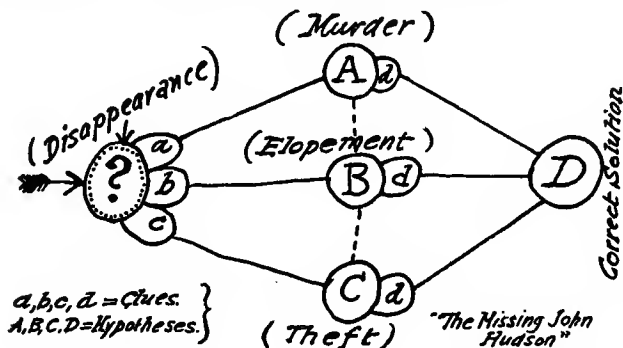 (Murder)
A d
(Disappearance)
(Elopement)
a
? b
c
B d
D
Correct Solution
C d
(Theft)
a, b, c, d = Clues.
A, B, C, D = Hypotheses.
"The Missing John
Hudson"